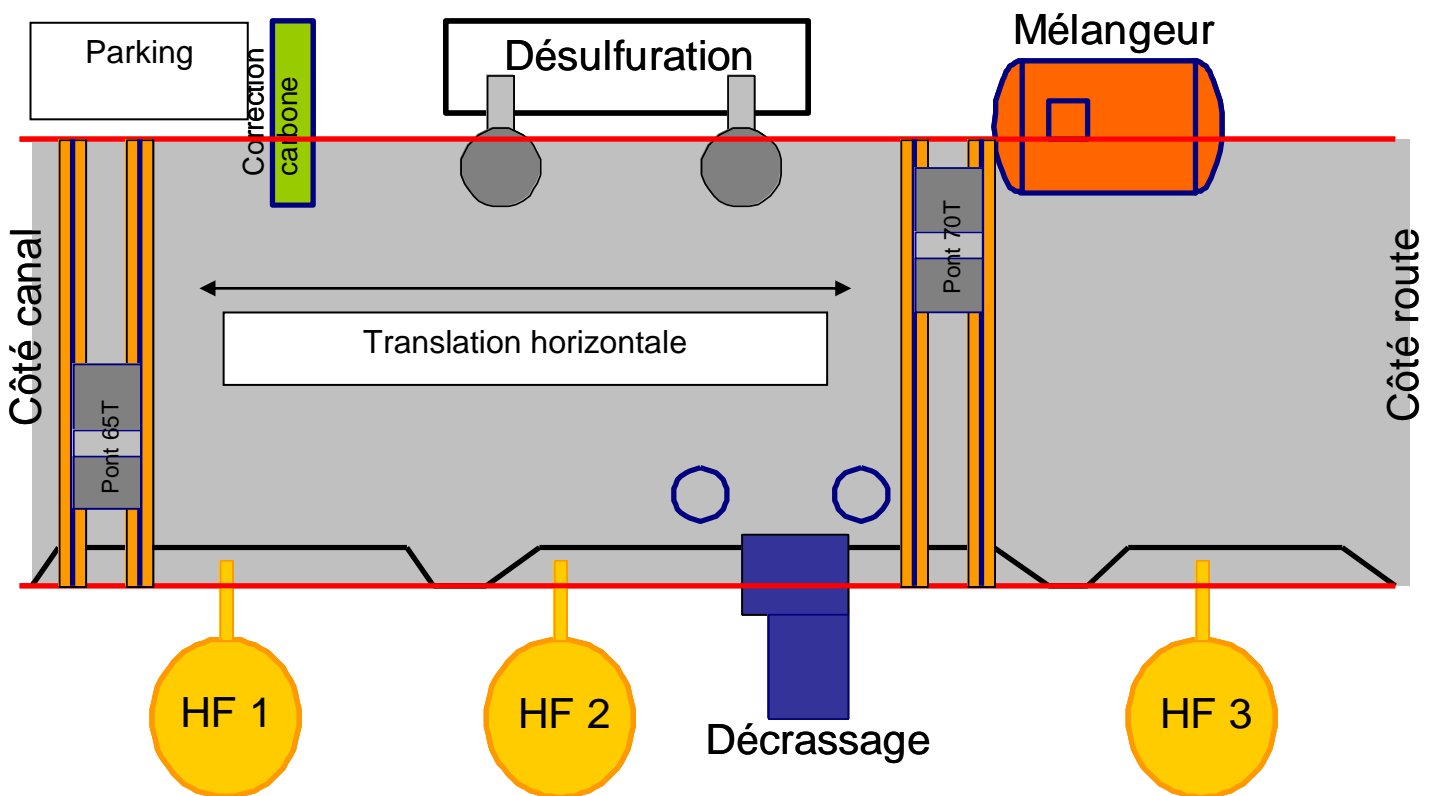 Parking
Correction
carbone
Désulfuration
Mélangeur
Côté canal
Pont 65T
Translation horizontale
Pont 70T
Côté route
HF 1
HF 2
Décrassage
HF 3